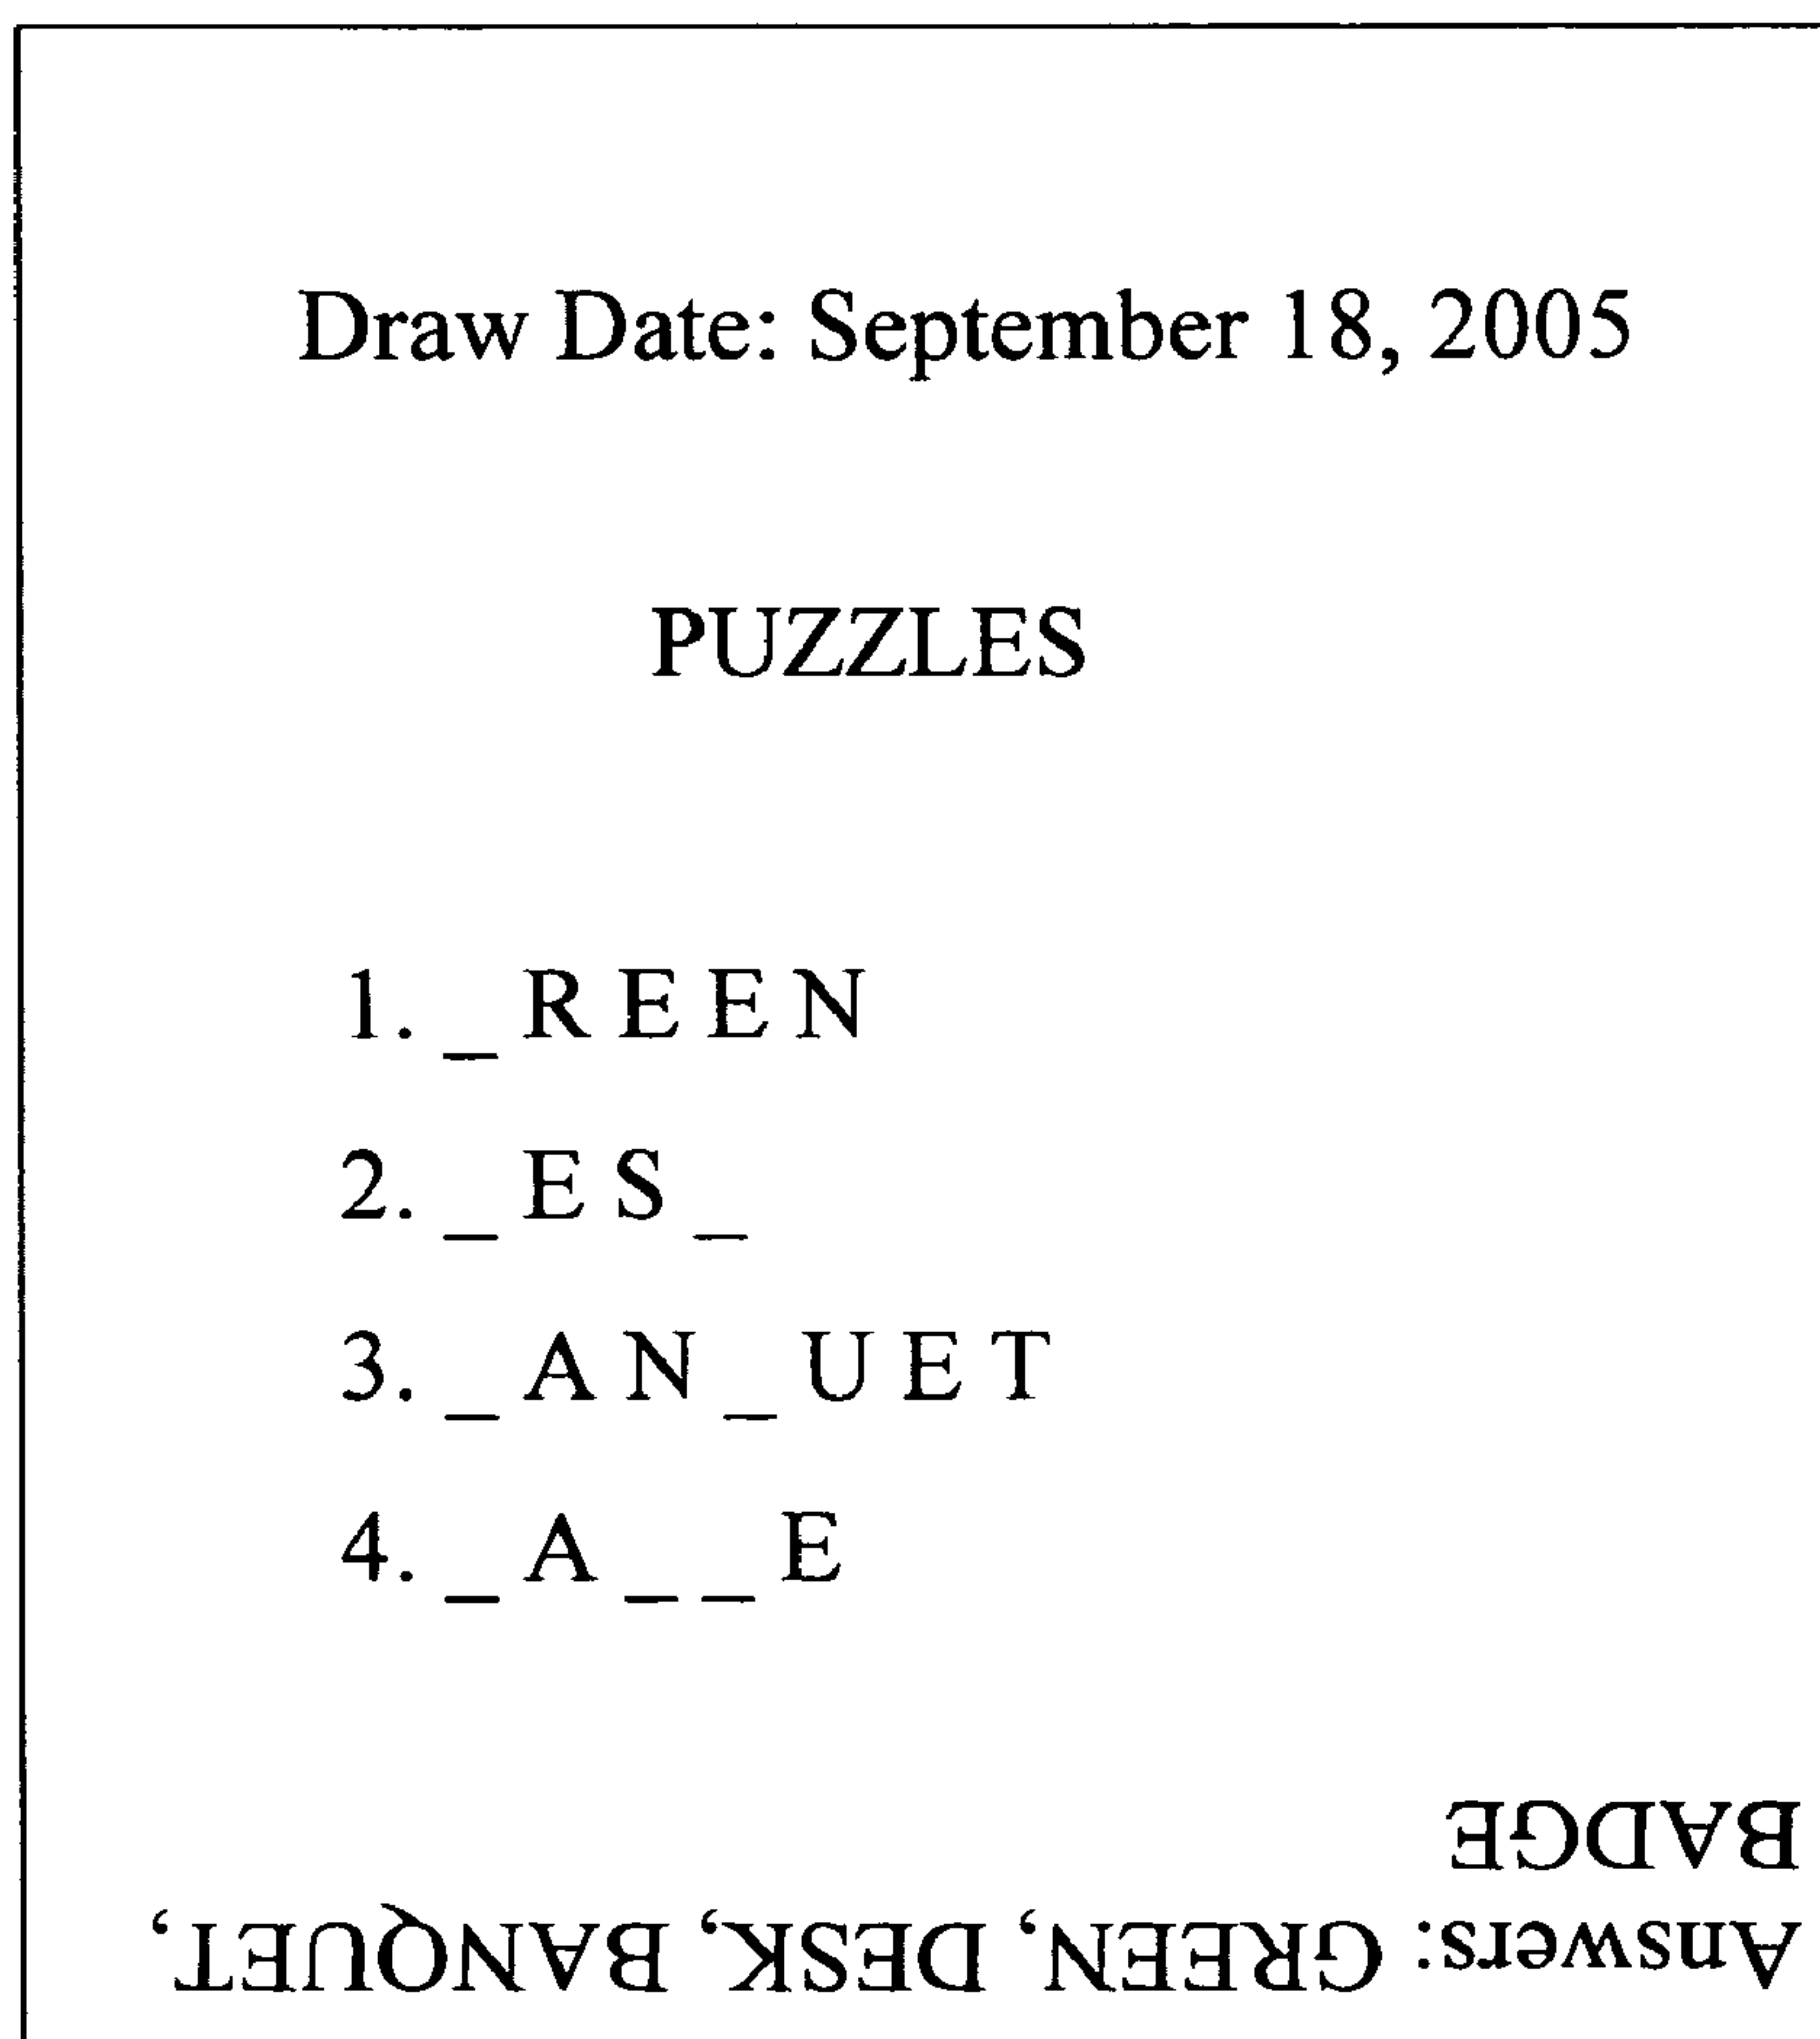 Draw Date: September 18, 2005
PUZZLES
1. _ R E E N
2. _ E S _
3. _ A N _ U E T
4. _ A _ _ E
Answers: GREEN, DESK, BANQUET,
BADGE